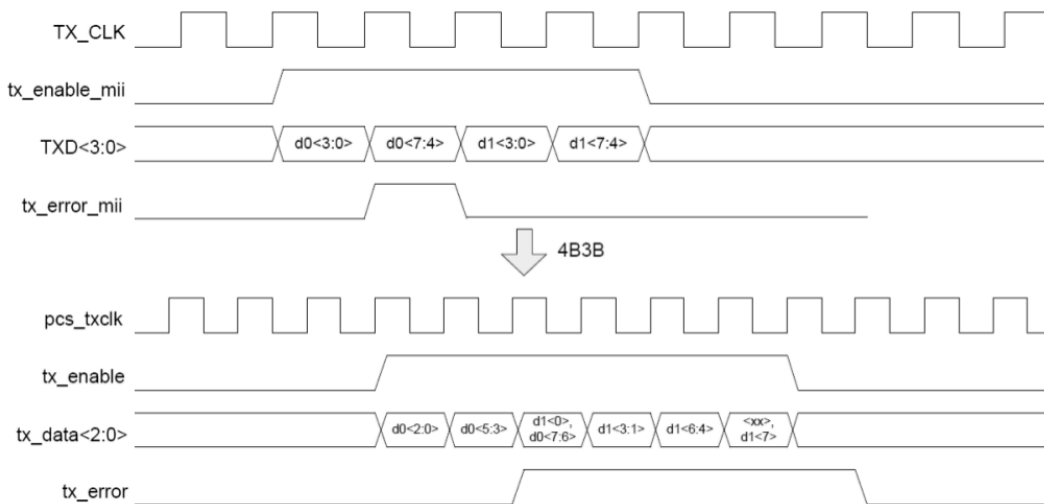 TX_CLK
tx_enable_mii
TXD<3:0>
d0<3:0> d0<7:4> d1<3:0> d1<7:4>
tx_error_mii
4B3B
pcs_txclk
tx_enable
tx_data<2:0>
d0<2:0> d0<5:3> d1<0>, d0<7:6> d1<3:1> d1<6:4> <xx>, d1<7>
tx_error